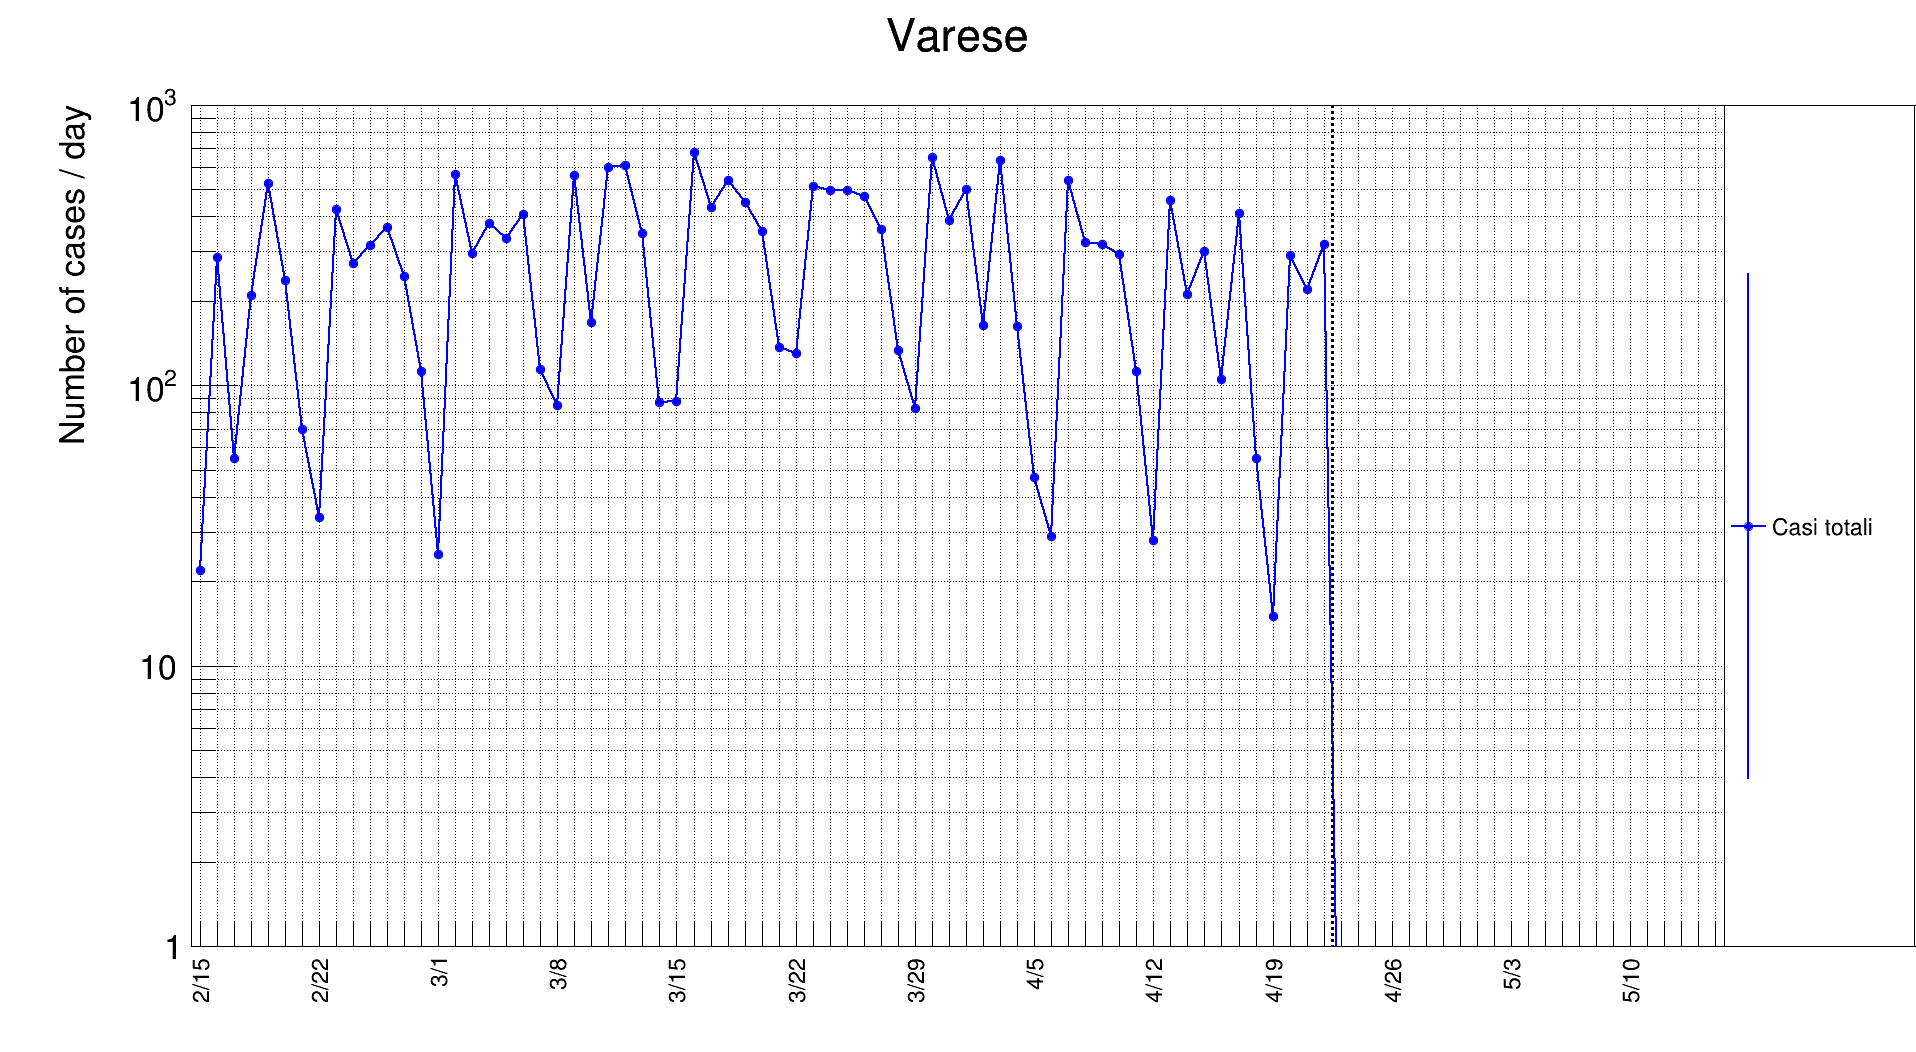 Varese
Number of cases / day
10³
10²
10
1
2/15 2/22 3/1 3/8 3/15 3/22 3/29 4/5 4/12 4/19 4/26 5/3 5/10
Casi totali